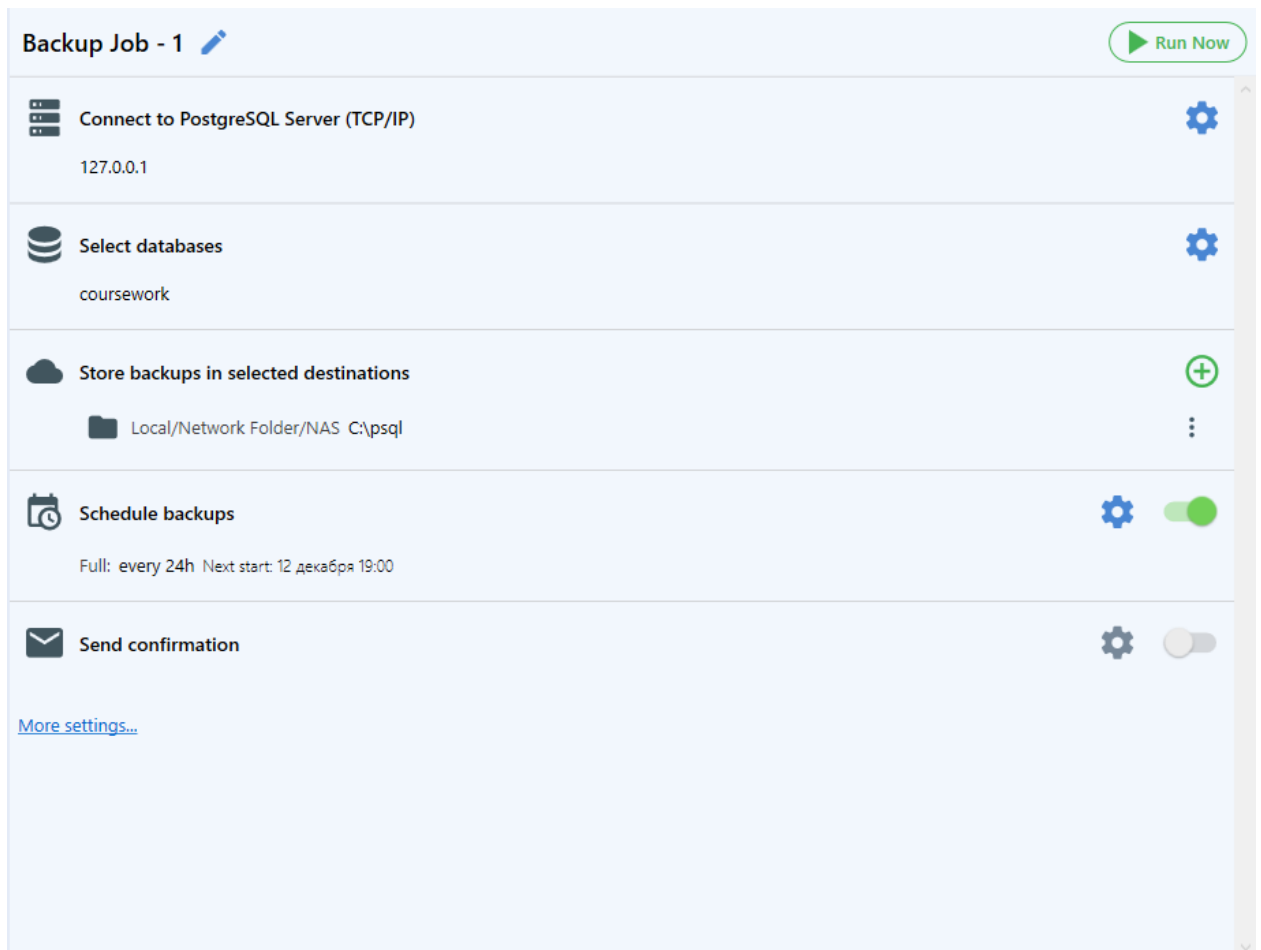 Backup Job - 1
Run Now
Connect to PostgreSQL Server (TCP/IP)
127.0.0.1
Select databases
coursework
Store backups in selected destinations
Local/Network Folder/NAS C:\psql
Schedule backups
Full: every 24h Next start: 12 декабря 19:00
Send confirmation
More settings...